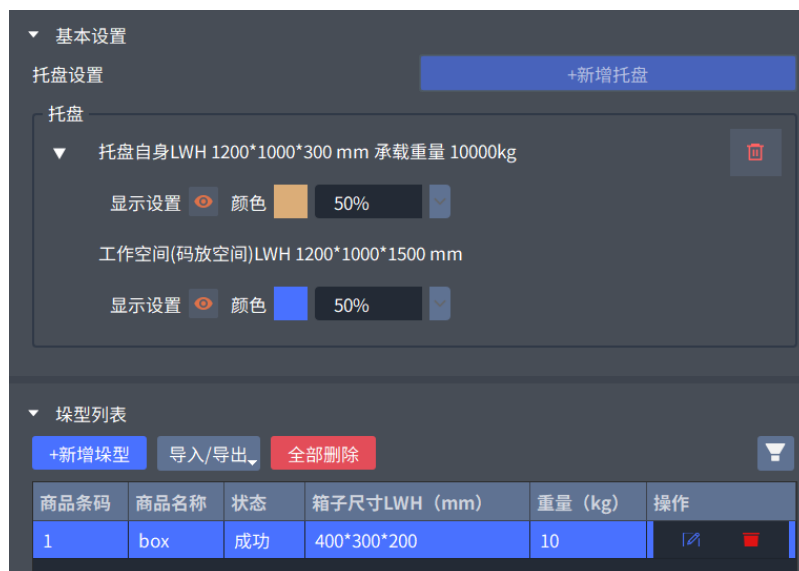 基本设置
托盘设置 +新增托盘
托盘
托盘自身LWH 1200*1000*300 mm 承载重量 10000kg
显示设置 颜色 50%
工作空间(码放空间)LWH 1200*1000*1500 mm
显示设置 颜色 50%
垛型列表
+新增垛型 导入/导出 全部删除
商品条码 商品名称 状态 箱子尺寸LWH（mm） 重量（kg） 操作
1 box 成功 400*300*200 10